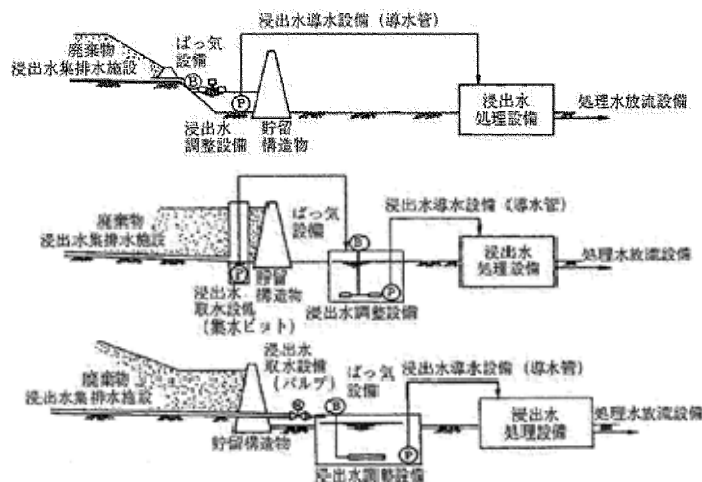 浸出水導水設備（導水管）
廃棄物
ばっ気
設備
浸出水集排水施設
B
P
浸出水
調整設備
貯留
構造物
浸出水
処理設備
処理水放流設備
廃棄物
浸出水集排水施設
ばっ気
設備
浸出水導水設備（導水管）
B
P
P
浸出水
取水設備
（集水ピット）
貯留
構造物
浸出水調整設備
浸出水
処理設備
処理水放流設備
浸出水
取水設備
（バルブ）
ばっ気
設備
浸出水導水設備（導水管）
廃棄物
浸出水集排水施設
B
P
貯留構造物
浸出水調整設備
浸出水
処理設備
処理水放流設備